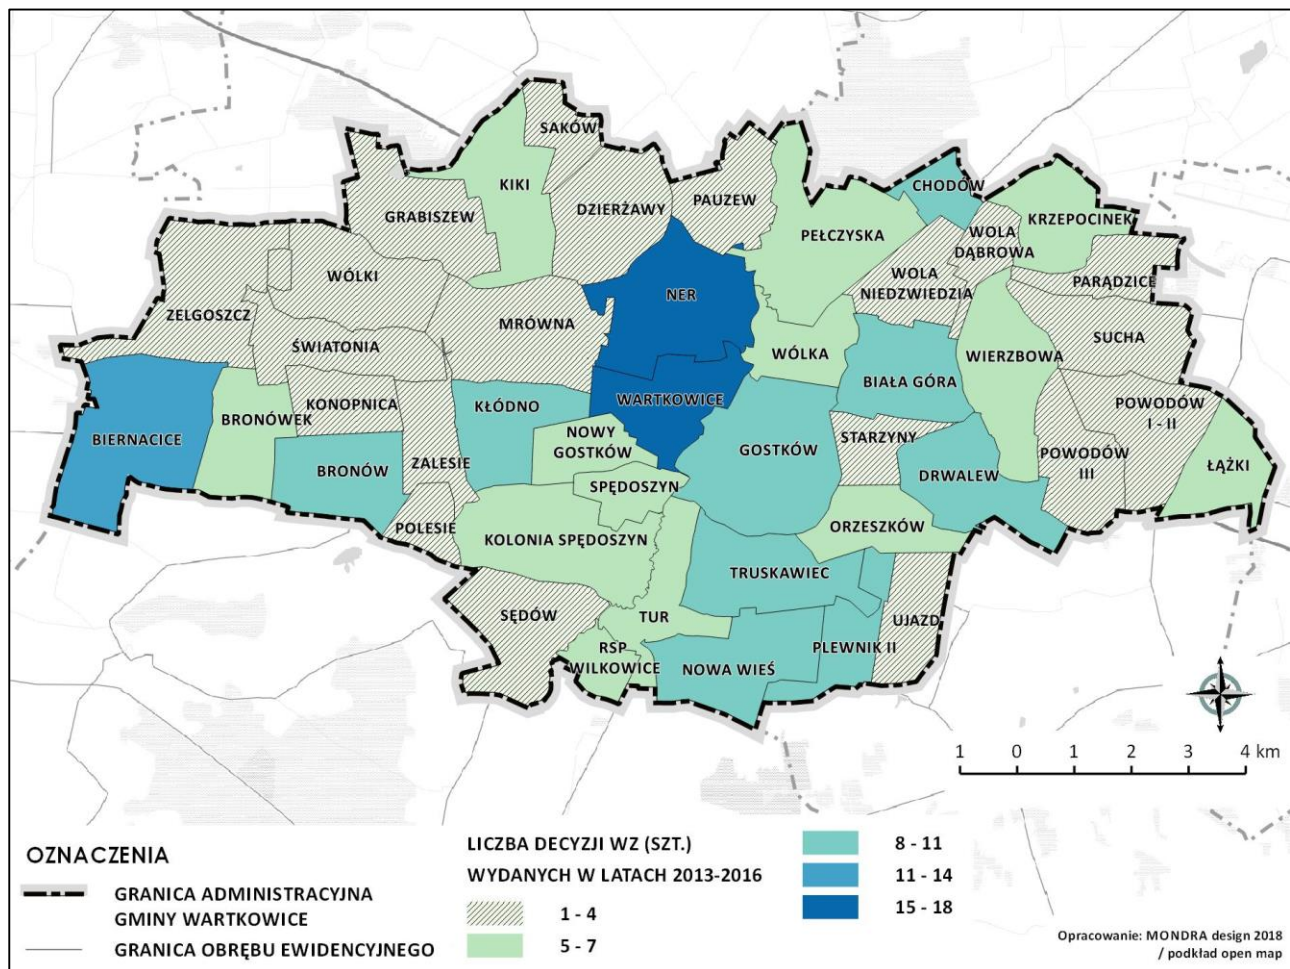 SAKÓW
KIKI
GRABISZEW
DZIERŻAWY
PAUZEW
CHODÓW
KRZEPOCINEK
PEŁCZYSKA
WOLA
DĄBROWA
WÓLKI
WOLA
NIEDZWIEDZIA
PARĄDZICE
NER
ZELGOSZCZ
MRÓWNA
SUCHA
ŚWIATONIA
WÓLKA
WIERZBOWA
BIAŁA GÓRA
WARTKOWICE
KONOPNICA
KŁÓDNO
BRONÓWEK
POWODÓW
I - II
BIERNACICE
NOWY
GOSTKÓW
GOSTKÓW
STARZYNY
POWODÓW
III
ŁĄŻKI
BRONÓW
ZALESIE
DRWALEW
SPĘDOSZYN
POLESIE
ORZESZKÓW
KOLONIA SPĘDOSZYN
TRUSKAWIEC
SĘDÓW
TUR
UJAZD
RSP
WILKOWICE
NOWA WIEŚ
PLEWNIK II
1 0 1 2 3 4 km
OZNACZENIA
GRANICA ADMINISTRACYJNA
GMINY WARTKOWICE
GRANICA OBRĘBU EWIDENCYJNEGO
LICZBA DECYZJI WZ (SZT.)
WYDANYCH W LATACH 2013-2016
1 - 4
5 - 7
8 - 11
11 - 14
15 - 18
Opracowanie: MONDRA design 2018
/ podkład open map